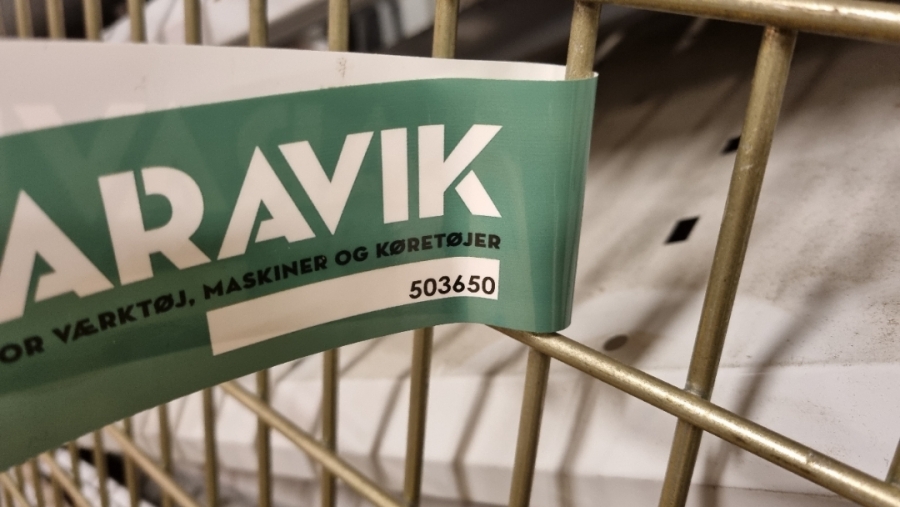 ARAVIK
OR VÆRKTØJ, MASKINER OG KØRETØJER
503650